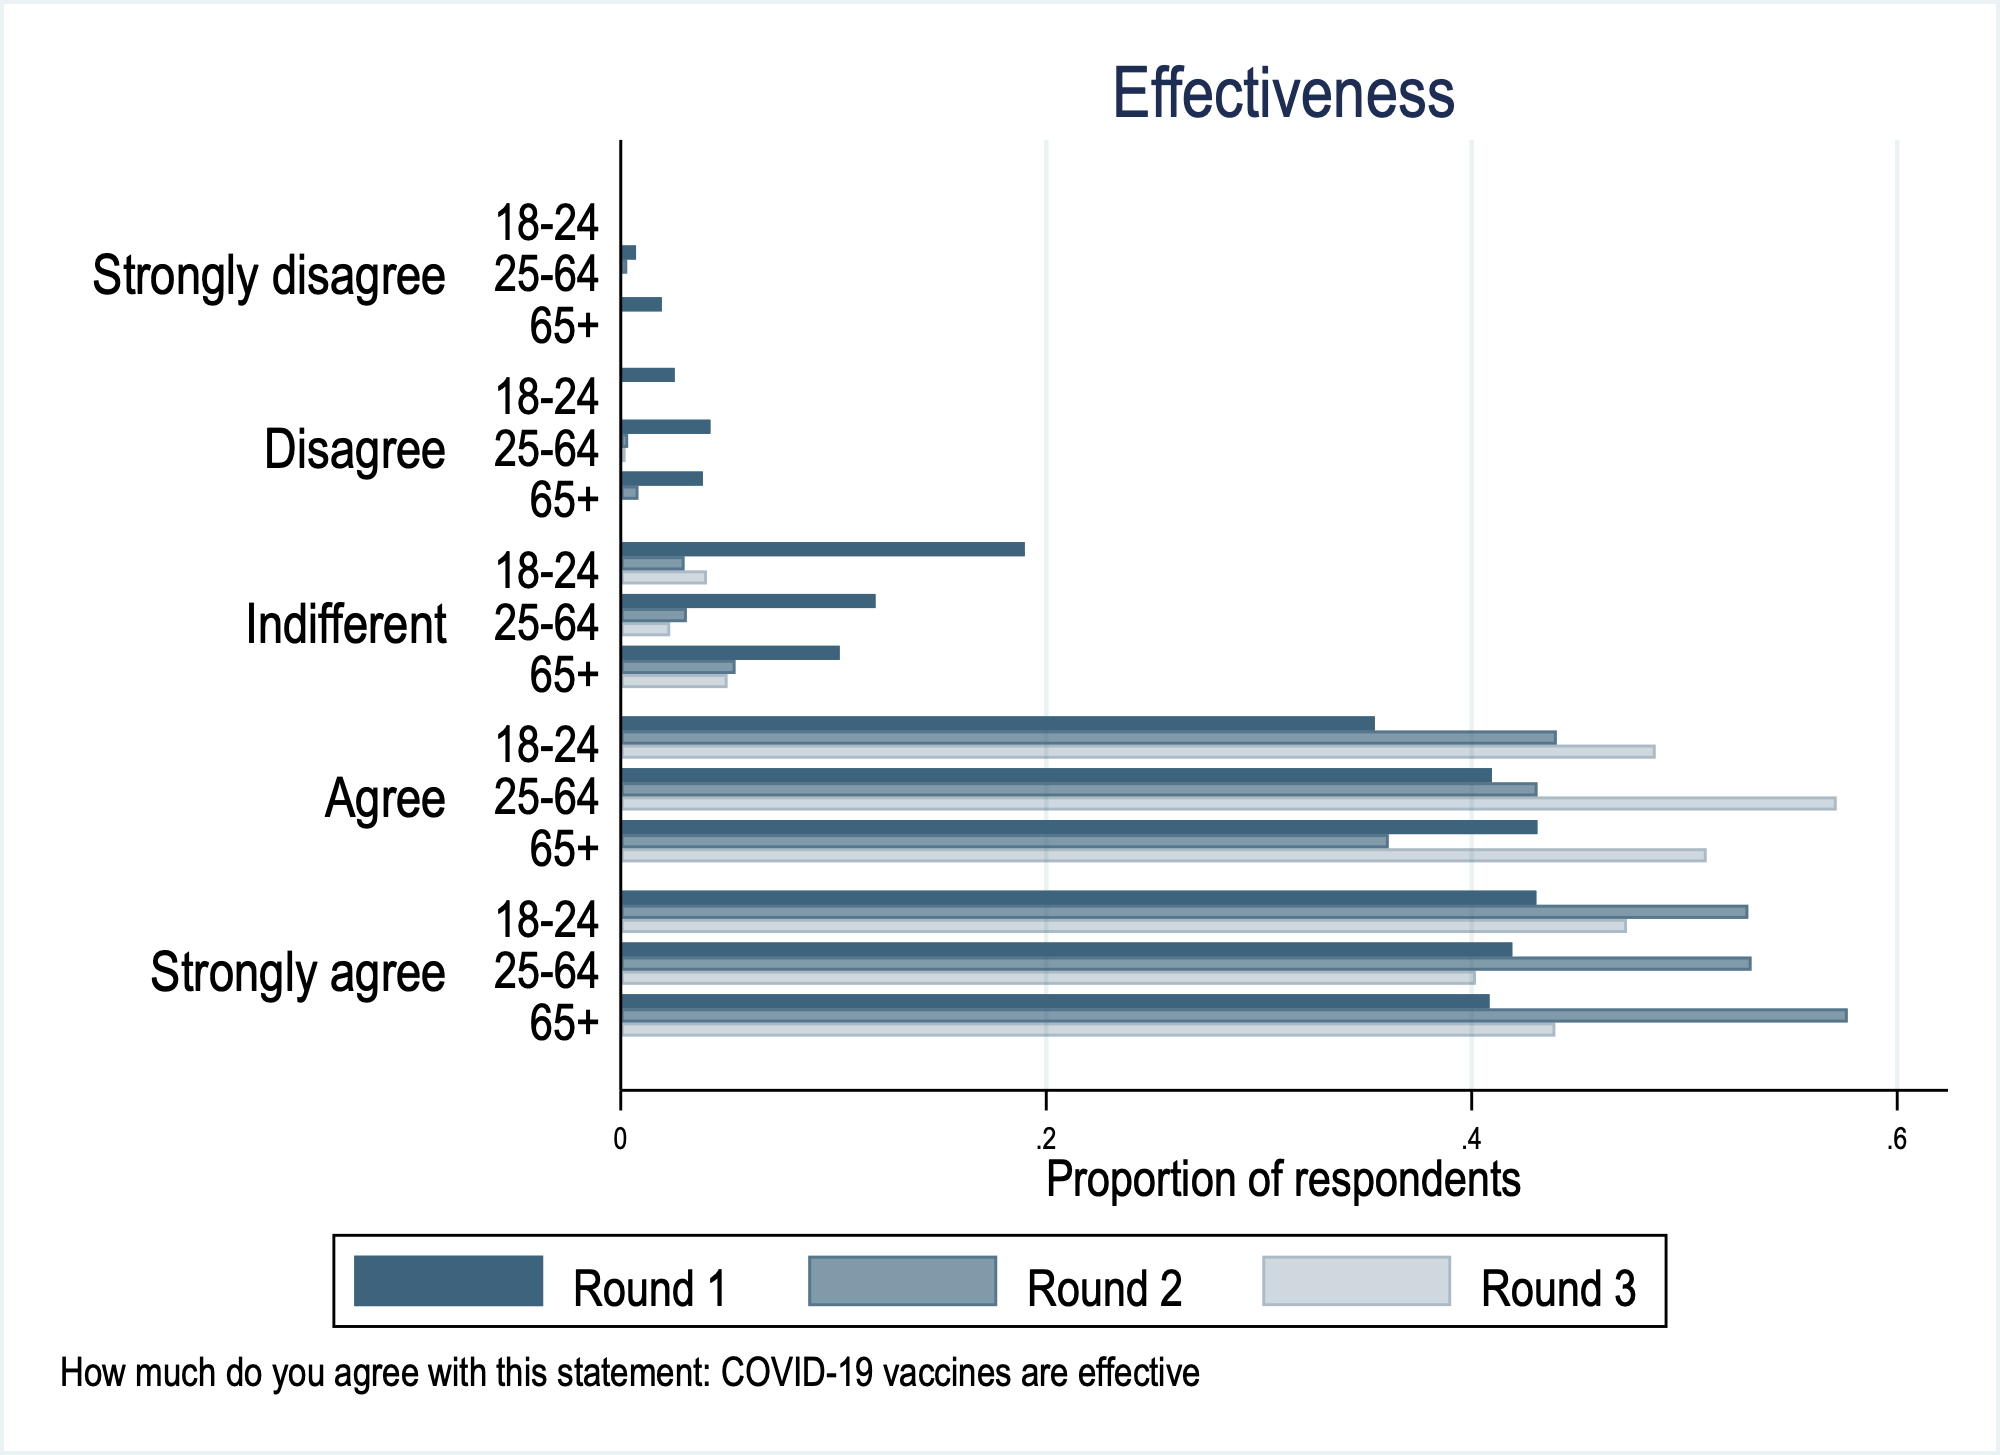 Effectiveness
Strongly disagree
18-24
25-64
65+
Disagree
18-24
25-64
65+
Indifferent
18-24
25-64
65+
Agree
18-24
25-64
65+
Strongly agree
18-24
25-64
65+
0 .2 .4 .6
Proportion of respondents
Round 1 Round 2 Round 3
How much do you agree with this statement: COVID-19 vaccines are effective